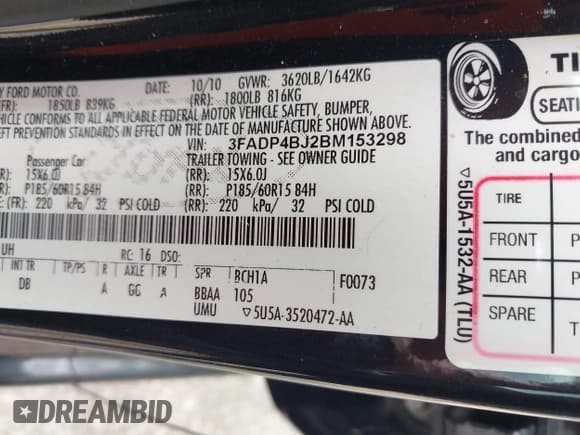 Y FORD MOTOR CO.
DATE: 10/10 GVWR: 3620LB/1642KG
(FR): 1850LB 839KG (RR): 1800LB 816KG
VEHICLE CONFORMS TO ALL APPLICABLE FEDERAL MOTOR VEHICLE SAFETY, BUMPER,
THEFT PREVENTION STANDARDS IN EFFECT ON THE DATE OF MANUFACTURE SHOWN ABOVE.
VIN: 3FADP4BJ2BM153298
Passenger Car TRAILER TOWING - SEE OWNER GUIDE
RR): 15X6.0J RR): 15X6.0J
RR): P185/60R15 84H RR): P185/60R15 84H
(FR): 220 kPa/ 32 PSI COLD (RR): 220 kPa/ 32 PSI COLD
UH RC: 16 DSO:
INT TR TP/PS R AXLE TR SPR BCH1A F0073
DB A GG A BBAA 105
UMU ▽5U5A-3520472-AA
TI
SEATI
The combined
and cargo
▽5U5A-1532-AA (TLU)
TIRE
FRONT P
REAR P
SPARE T
DREAMBID